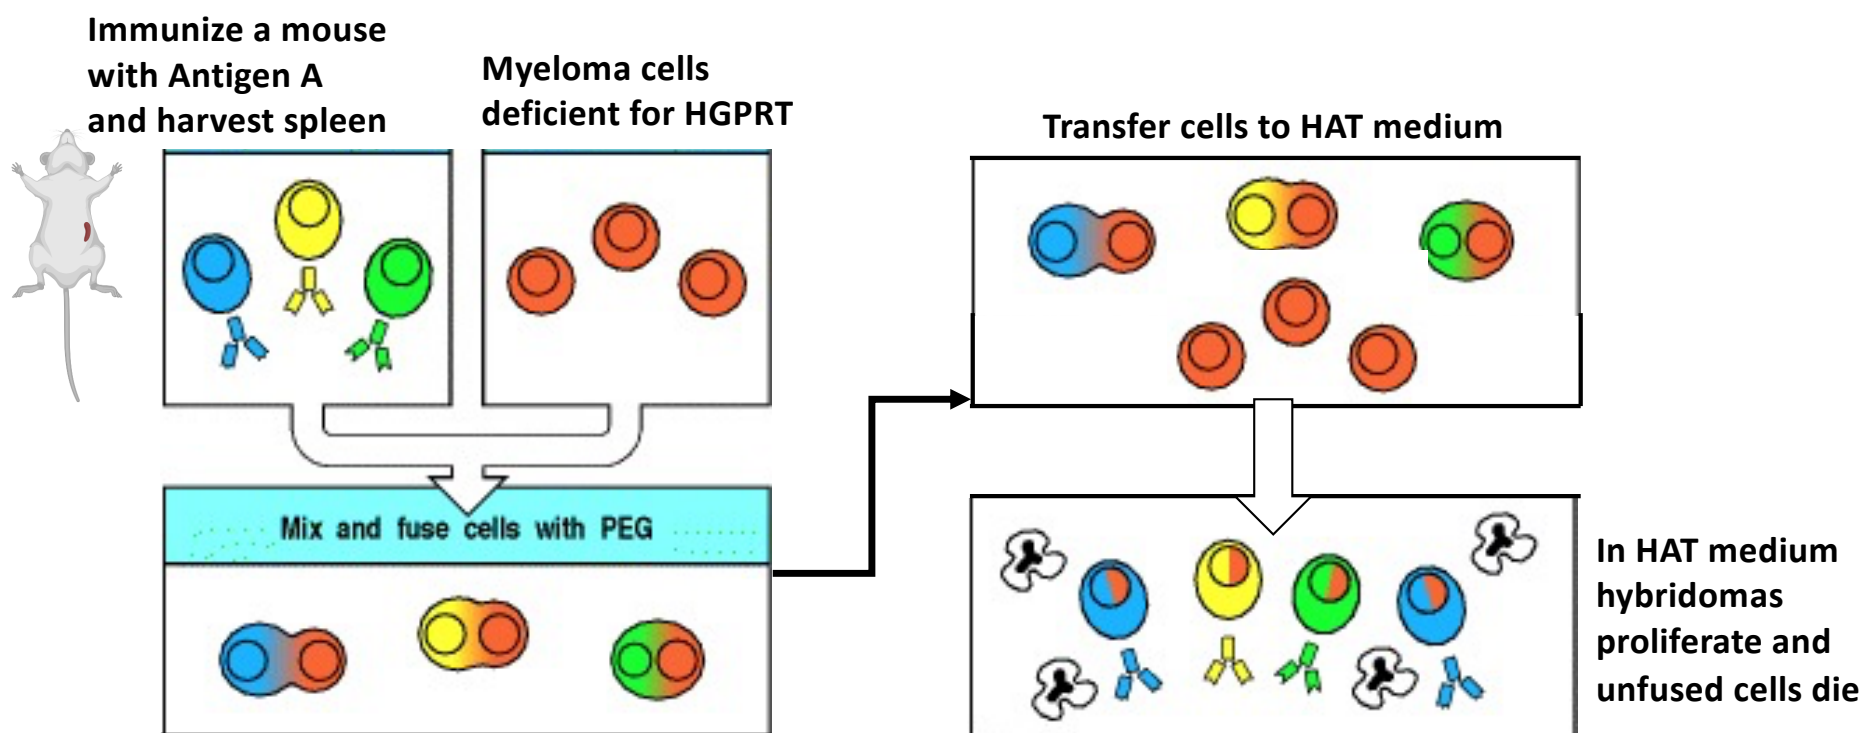 Immunize a mouse
with Antigen A
and harvest spleen
Myeloma cells
deficient for HGPRT
Mix and fuse cells with PEG
Transfer cells to HAT medium
In HAT medium
hybridomas
proliferate and
unfused cells die